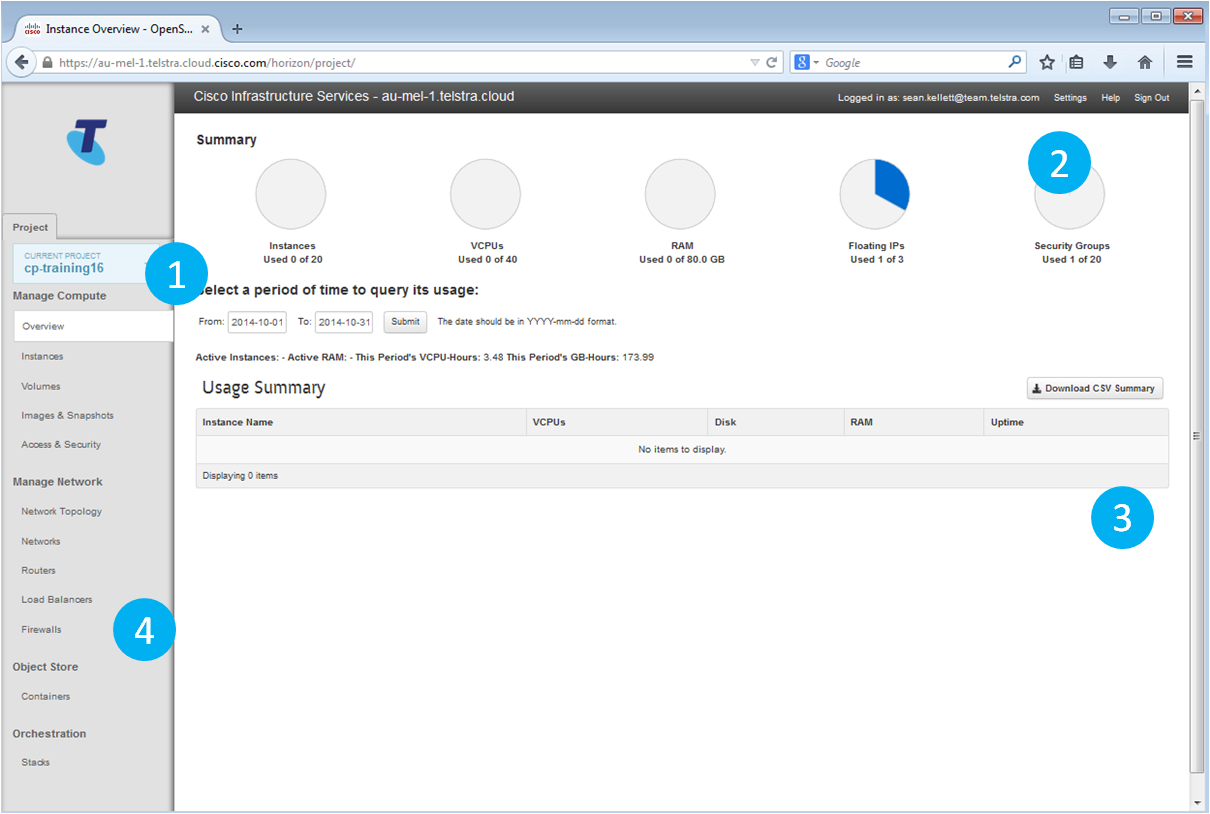 Instance Overview - OpenS...
https://au-mel-1.telstra.cloud.cisco.com/horizon/project/
Google
Cisco Infrastructure Services - au-mel-1.telstra.cloud
Logged in as: sean.kellett@team.telstra.com Settings Help Sign Out
T
Project
CURRENT PROJECT
cp-training16
1
Manage Compute
Overview
Instances
Volumes
Images & Snapshots
Access & Security
Manage Network
Network Topology
Networks
Routers
Load Balancers
Firewalls
4
Object Store
Containers
Orchestration
Stacks
Summary
2
Instances
Used 0 of 20
VCPUs
Used 0 of 40
RAM
Used 0 of 80.0 GB
Floating IPs
Used 1 of 3
Security Groups
Used 1 of 20
elect a period of time to query its usage:
From: 2014-10-01 To: 2014-10-31 Submit The date should be in YYYY-mm-dd format.
Active Instances: - Active RAM: - This Period's VCPU-Hours: 3.48 This Period's GB-Hours: 173.99
Usage Summary
Download CSV Summary
Instance Name VCPUs Disk RAM Uptime
No items to display.
Displaying 0 items
3